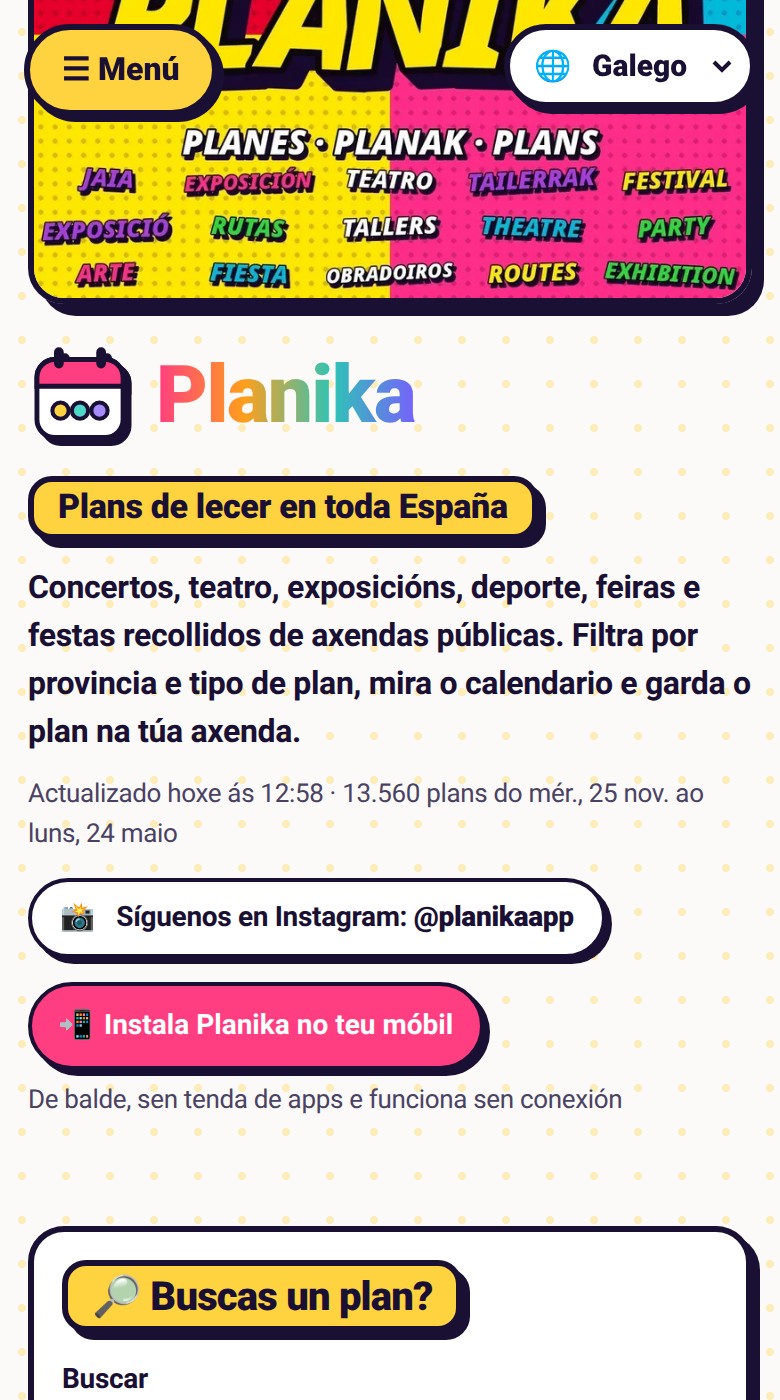 PLANIKA
☰ Menú
Galego
PLANES · PLANAK · PLANS
JAIA EXPOSICIÓN TEATRO TAILERRAK FESTIVAL
EXPOSICIÓ RUTAS TALLERS THEATRE PARTY
ARTE FIESTA OBRADOIROS ROUTES EXHIBITION
Planika
Plans de lecer en toda España
Concertos, teatro, exposicións, deporte, feiras e
festas recollidos de axendas públicas. Filtra por
provincia e tipo de plan, mira o calendario e garda o
plan na túa axenda.
Actualizado hoxe ás 12:58 · 13.560 plans do mér., 25 nov. ao
luns, 24 maio
Síguenos en Instagram: @planikaapp
Instala Planika no teu móbil
De balde, sen tenda de apps e funciona sen conexión
Buscas un plan?
Buscar